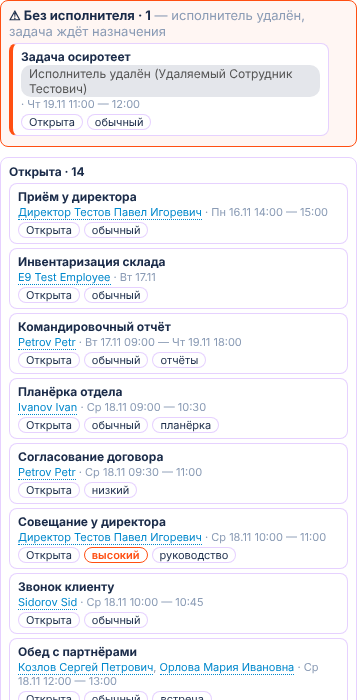 ⚠ Без исполнителя · 1 — исполнитель удалён,
задача ждёт назначения
Задача осиротеет
Исполнитель удалён (Удаляемый Сотрудник
Тестович)
· Чт 19.11 11:00 — 12:00
Открыта обычный
Открыта · 14
Приём у директора
Директор Тестов Павел Игоревич · Пн 16.11 14:00 — 15:00
Открыта обычный
Инвентаризация склада
E9 Test Employee · Вт 17.11
Открыта обычный
Командировочный отчёт
Petrov Petr · Вт 17.11 09:00 — Чт 19.11 18:00
Открыта обычный отчёты
Планёрка отдела
Ivanov Ivan · Ср 18.11 09:00 — 10:30
Открыта обычный планёрка
Согласование договора
Petrov Petr · Ср 18.11 09:30 — 11:00
Открыта низкий
Совещание у директора
Директор Тестов Павел Игоревич · Ср 18.11 10:00 — 11:00
Открыта высокий руководство
Звонок клиенту
Sidorov Sid · Ср 18.11 10:00 — 10:45
Открыта обычный
Обед с партнёрами
Козлов Сергей Петрович, Орлова Мария Ивановна · Ср
18.11 12:00 — 13:00
Открыта обычный встреча